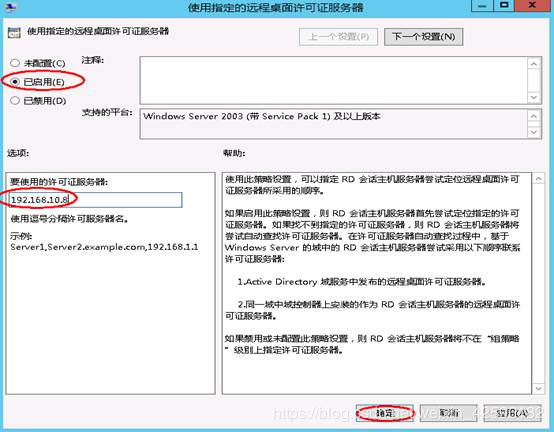 使用指定的远程桌面许可证服务器
使用指定的远程桌面许可证服务器
上一个设置(P)
下一个设置(N)
未配置(C)
注释:
已启用(E)
已禁用(D)
支持的平台:
Windows Server 2003 (带 Service Pack 1) 及以上版本
选项:
帮助:
要使用的许可证服务器:
192.168.10.8
使用逗号分隔许可服务器名。
示例:
Server1,Server2.example.com,192.168.1.1
使用此策略设置，可以指定 RD 会话主机服务器尝试定位远程桌面许可
证服务器所采用的顺序。
如果启用此策略设置，则 RD 会话主机服务器首先尝试定位指定的许可
证服务器。如果找不到指定的许可证服务器，则 RD 会话主机服务器将
尝试自动查找许可证服务器。在许可证服务器自动查找过程中，基于
Windows Server 的域中的 RD 会话主机服务器尝试采用以下顺序联系
许可证服务器:
1.Active Directory 域服务中发布的远程桌面许可证服务器。
2.同一域中域控制器上安装的作为 RD 会话主机服务器的远程桌面许可
证服务器。
如果禁用或未配置此策略设置，则 RD 会话主机服务器将不在“组策略
”级别上指定许可证服务器。
确定
取消
应用(A)